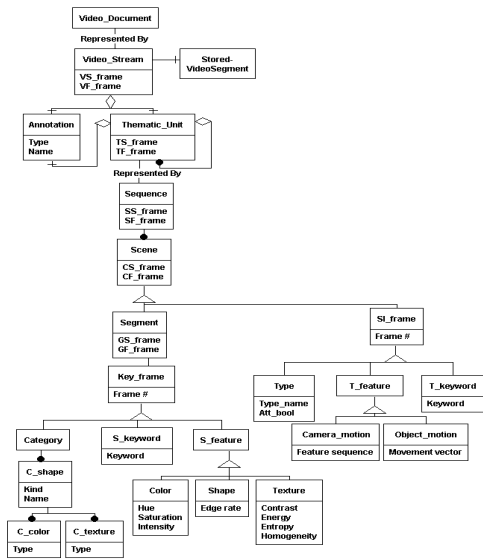 Video_Document
Represented By
Video_Stream
VS_frame
VF_frame
Stored-
VideoSegment
Annotation
Type
Name
Thematic_Unit
TS_frame
TF_frame
Represented By
Sequence
SS_frame
SF_frame
Scene
CS_frame
CF_frame
Segment
GS_frame
GF_frame
SI_frame
Frame #
Key_frame
Frame #
Type
Type_name
Att_bool
T_feature
T_keyword
Keyword
Category
S_keyword
Keyword
S_feature
Camera_motion
Feature sequence
Object_motion
Movement vector
C_shape
Kind
Name
Color
Hue
Saturation
Intensity
Shape
Edge rate
Texture
Contrast
Energy
Entropy
Homogeneity
C_color
Type
C_texture
Type